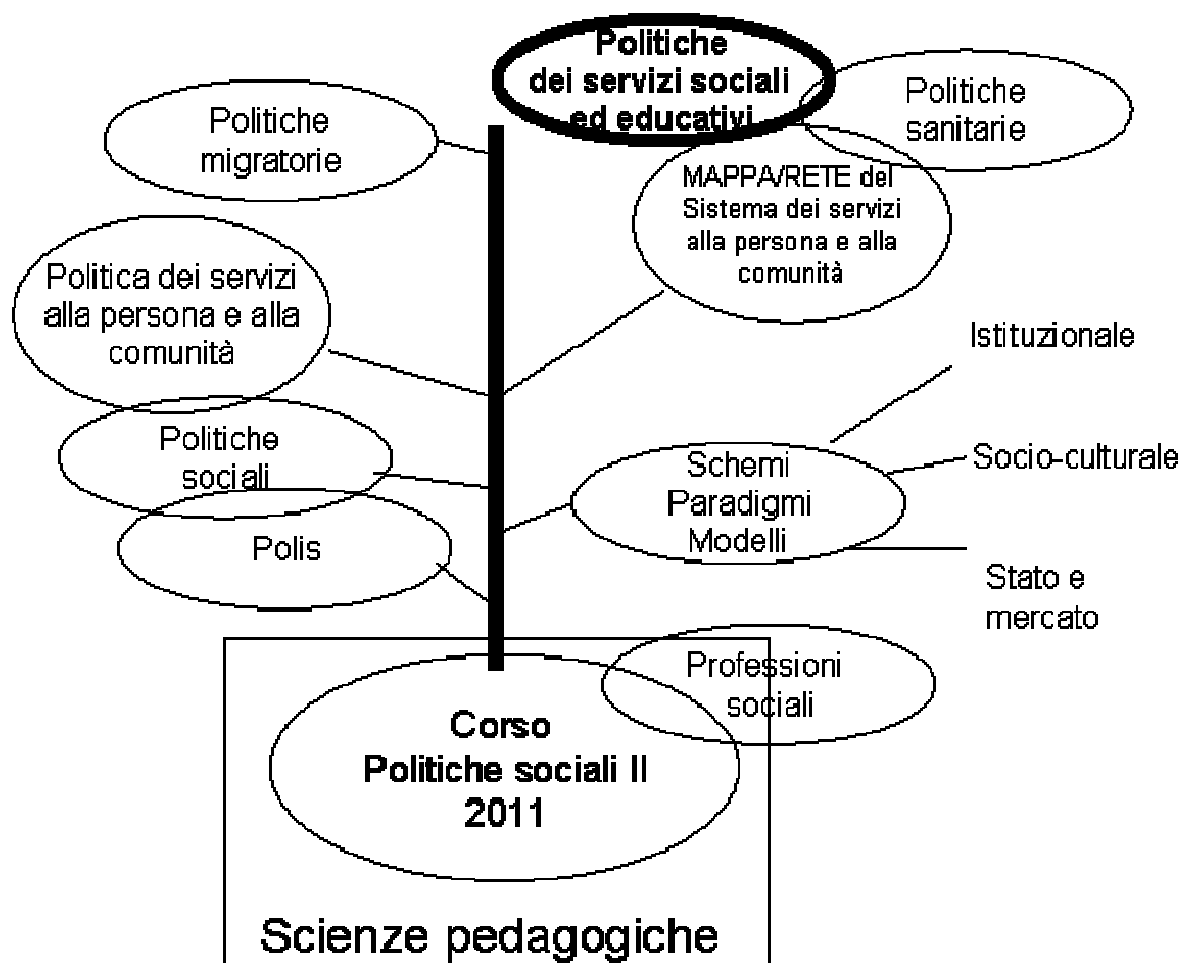 Politiche
dei servizi sociali
ed educativi
Politiche
sanitarie
Politiche
migratorie
MAPPA/RETE del
Sistema dei servizi
alla persona e alla
comunità
Politica dei servizi
alla persona e alla
comunità
Istituzionale
Politiche
sociali
Schemi
Paradigmi
Modelli
Socio-culturale
Polis
Stato e
mercato
Professioni
sociali
Corso
Politiche sociali II
2011
Scienze pedagogiche